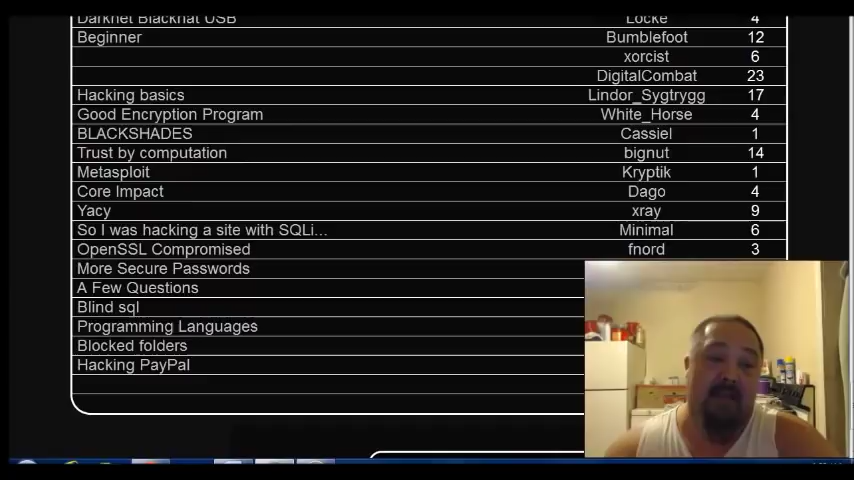 Darknet Blackhat USB Locke 4
Beginner Bumblefoot 12
xorcist 6
DigitalCombat 23
Hacking basics Lindor_Sygtrygg 17
Good Encryption Program White_Horse 4
BLACKSHADES Cassiel 1
Trust by computation bignut 14
Metasploit Kryptik 1
Core Impact Dago 4
Yacy xray 9
So I was hacking a site with SQLi... Minimal 6
OpenSSL Compromised fnord 3
More Secure Passwords
A Few Questions
Blind sql
Programming Languages
Blocked folders
Hacking PayPal